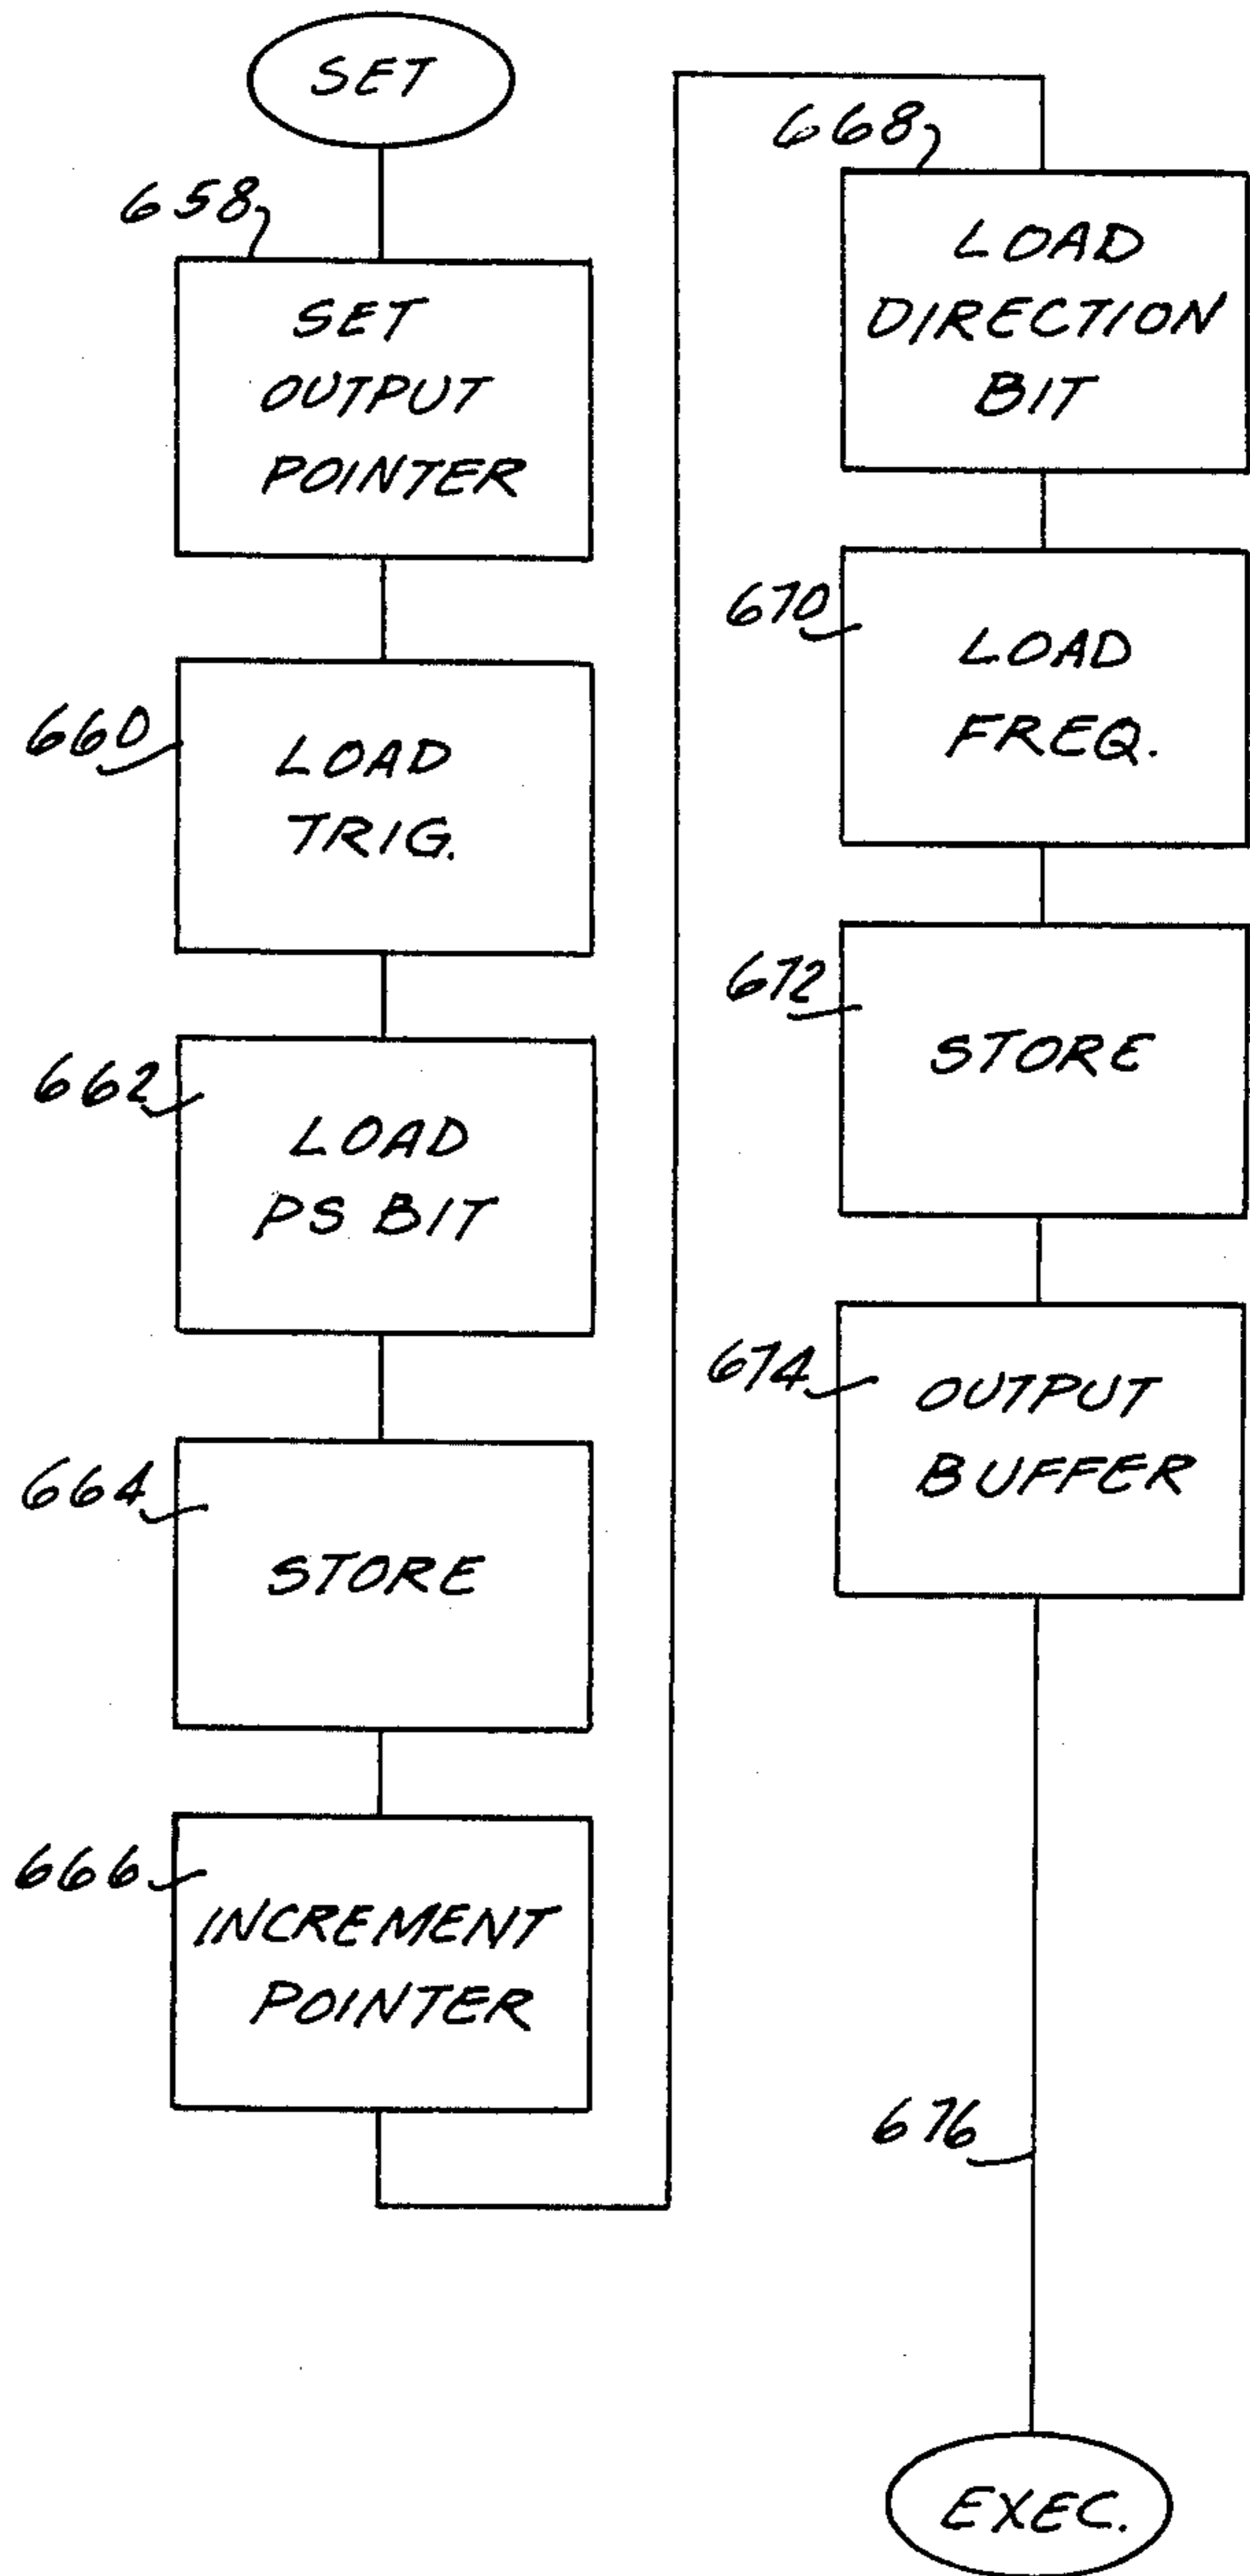 SET
658
SET
OUTPUT
POINTER
660
LOAD
TRIG.
662
LOAD
PS BIT
664
STORE
666
INCREMENT
POINTER
668
LOAD
DIRECTION
BIT
670
LOAD
FREQ.
672
STORE
674
OUTPUT
BUFFER
676
EXEC.